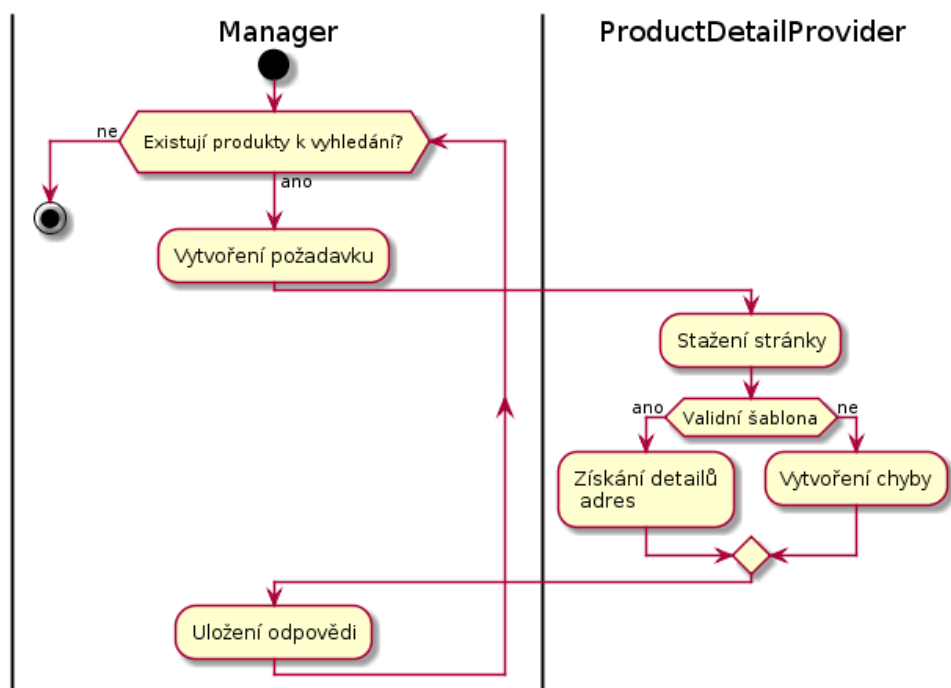 Manager
ProductDetailProvider
ne
Existují produkty k vyhledání?
ano
Vytvoření požadavku
Stažení stránky
ano
Validní šablona
ne
Získání detailů
adres
Vytvoření chyby
Uložení odpovědi